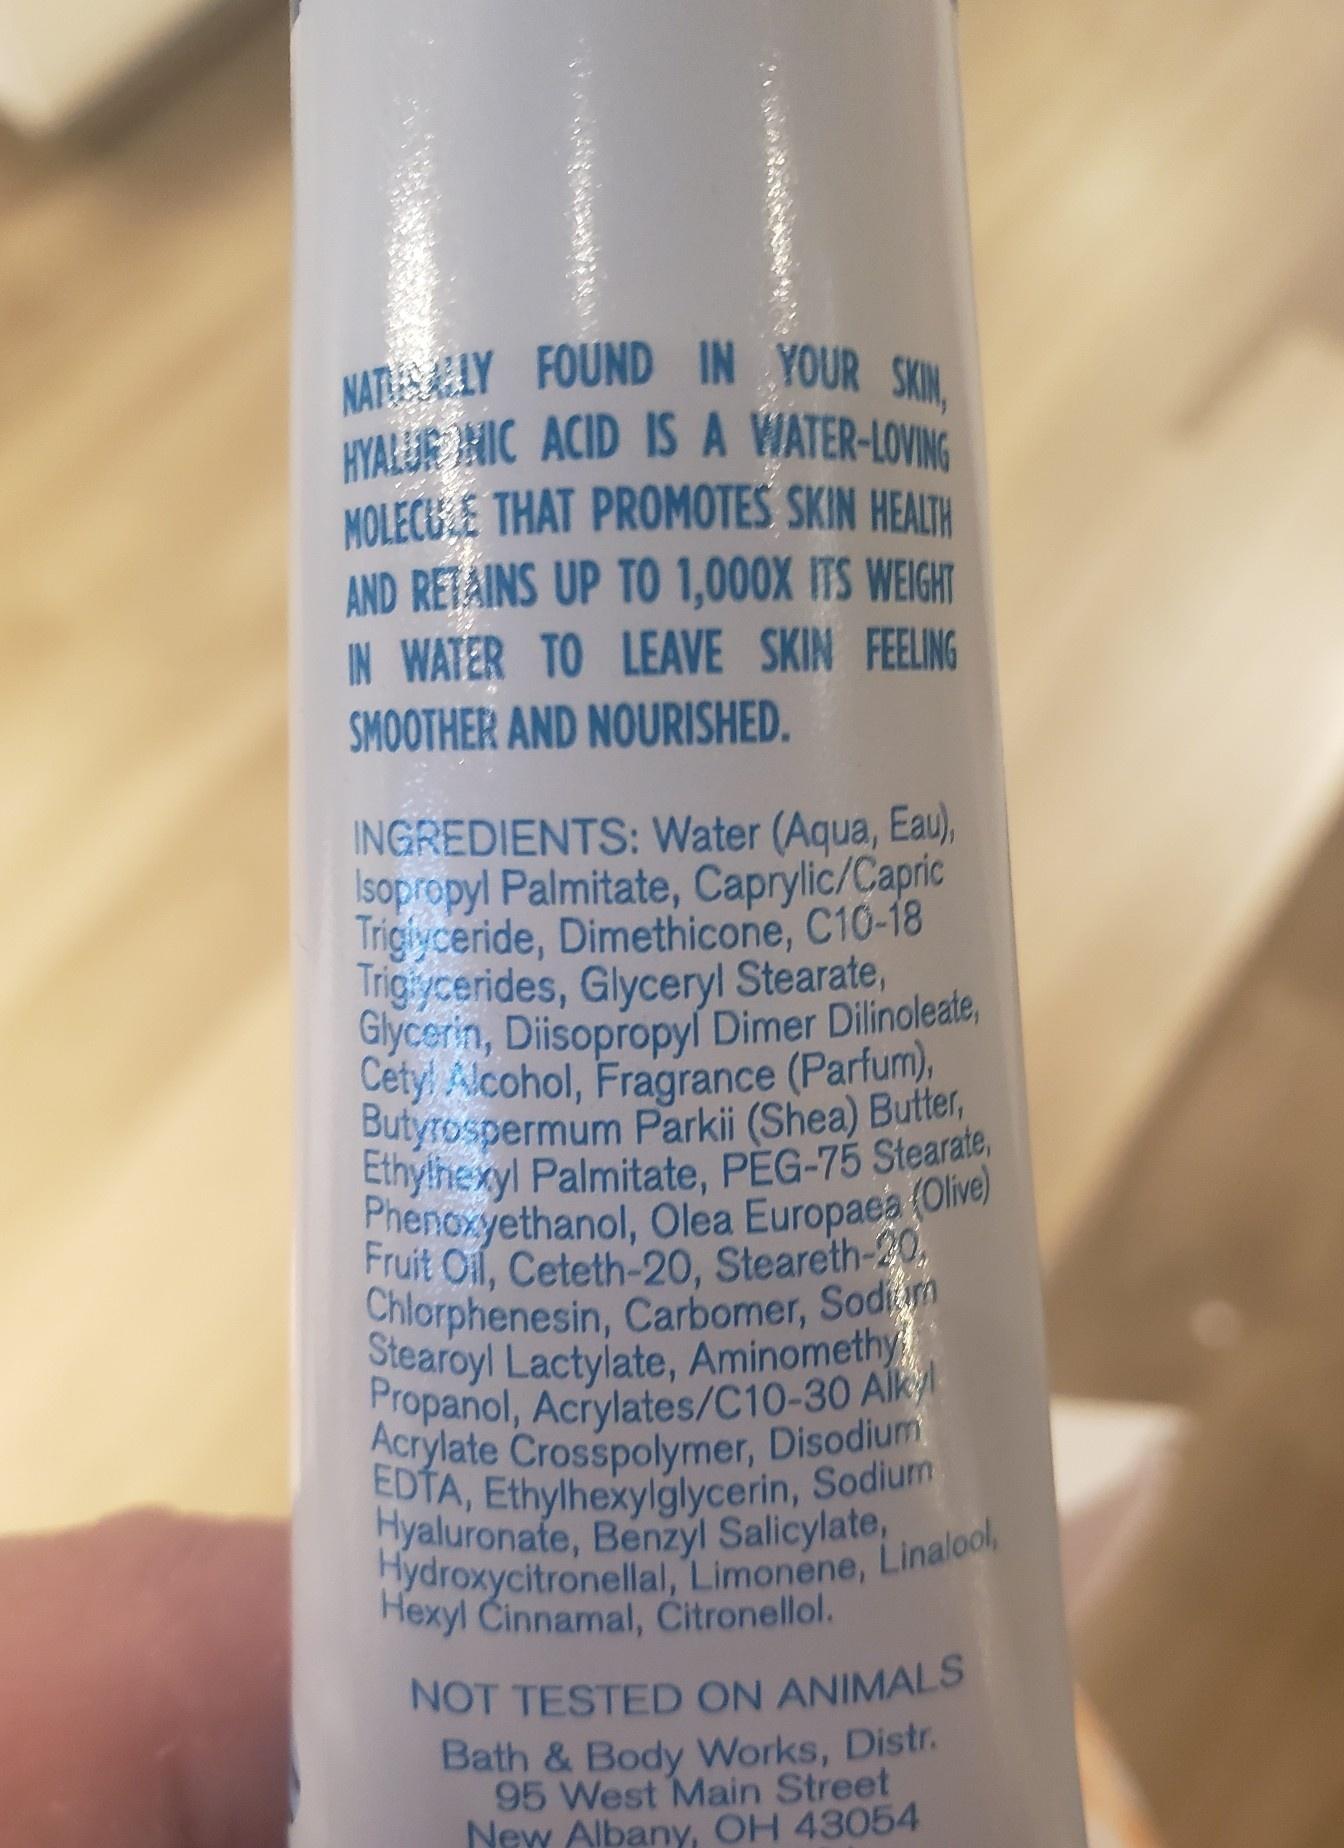 NATURALLY FOUND IN YOUR SKIN,
HYALURONIC ACID IS A WATER-LOVING
MOLECULE THAT PROMOTES SKIN HEALTH
AND RETAINS UP TO 1,000X ITS WEIGHT
IN WATER TO LEAVE SKIN FEELING
SMOOTHER AND NOURISHED.
INGREDIENTS: Water (Aqua, Eau),
Isopropyl Palmitate, Caprylic/Capric
Triglyceride, Dimethicone, C10-18
Triglycerides, Glyceryl Stearate,
Glycerin, Diisopropyl Dimer Dilinoleate,
Cetyl Alcohol, Fragrance (Parfum),
Butyrospermum Parkii (Shea) Butter,
Ethylhexyl Palmitate, PEG-75 Stearate,
Phenoxyethanol, Olea Europaea (Olive)
Fruit Oil, Ceteth-20, Steareth-20,
Chlorphenesin, Carbomer, Sodium
Stearoyl Lactylate, Aminomethyl
Propanol, Acrylates/C10-30 Alkyl
Acrylate Crosspolymer, Disodium
EDTA, Ethylhexylglycerin, Sodium
Hyaluronate, Benzyl Salicylate,
Hydroxycitronellal, Limonene, Linalool,
Hexyl Cinnamal, Citronellol.
NOT TESTED ON ANIMALS
Bath & Body Works, Distr.
95 West Main Street
New Albany, OH 43054